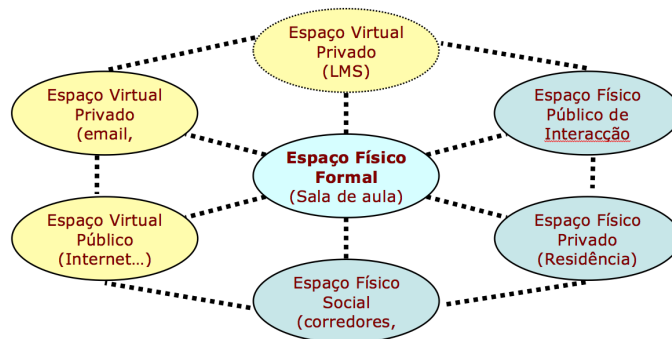 Espaço Virtual
Privado
(LMS)
Espaço Virtual
Privado
(email,
Espaço Físico
Público de
Interacção
Espaço Físico
Formal
(Sala de aula)
Espaço Virtual
Público
(Internet…)
Espaço Físico
Privado
(Residência)
Espaço Físico
Social
(corredores,